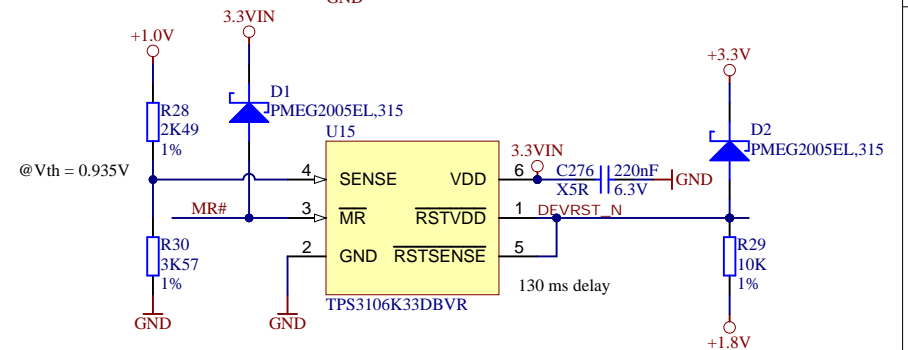 GND
3.3VIN
+1.0V
+3.3V
D1
PMEG2005EL,315
R28
2K49
1%
U15
D2
PMEG2005EL,315
3.3VIN
@Vth = 0.935V
4
SENSE
VDD
6
C276
220nF
X5R
6.3V
GND
MR#
3
MR
RSTVDD
1
DEVRST_N
R30
3K57
1%
2
GND
RSTSENSE
5
R29
10K
1%
130 ms delay
TPS3106K33DBVR
GND
GND
+1.8V